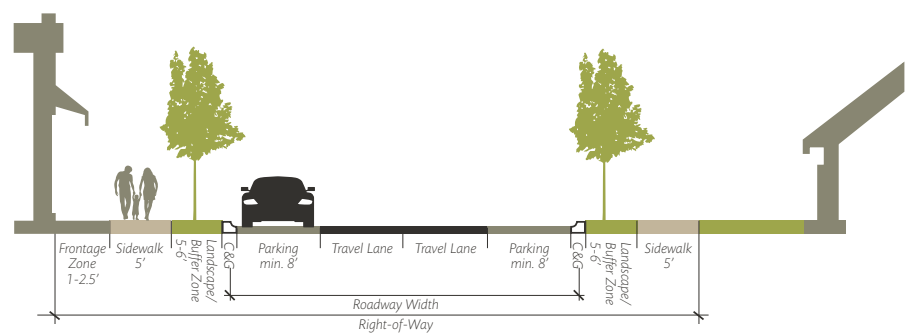 Frontage
Zone
1-2.5'
Sidewalk
5'
Landscape/
Buffer Zone
5-6'
C&G
Parking
min. 8'
Travel Lane
Travel Lane
Parking
min. 8'
C&G
Landscape/
Buffer Zone
5-6'
Sidewalk
5'
Roadway Width
Right-of-Way